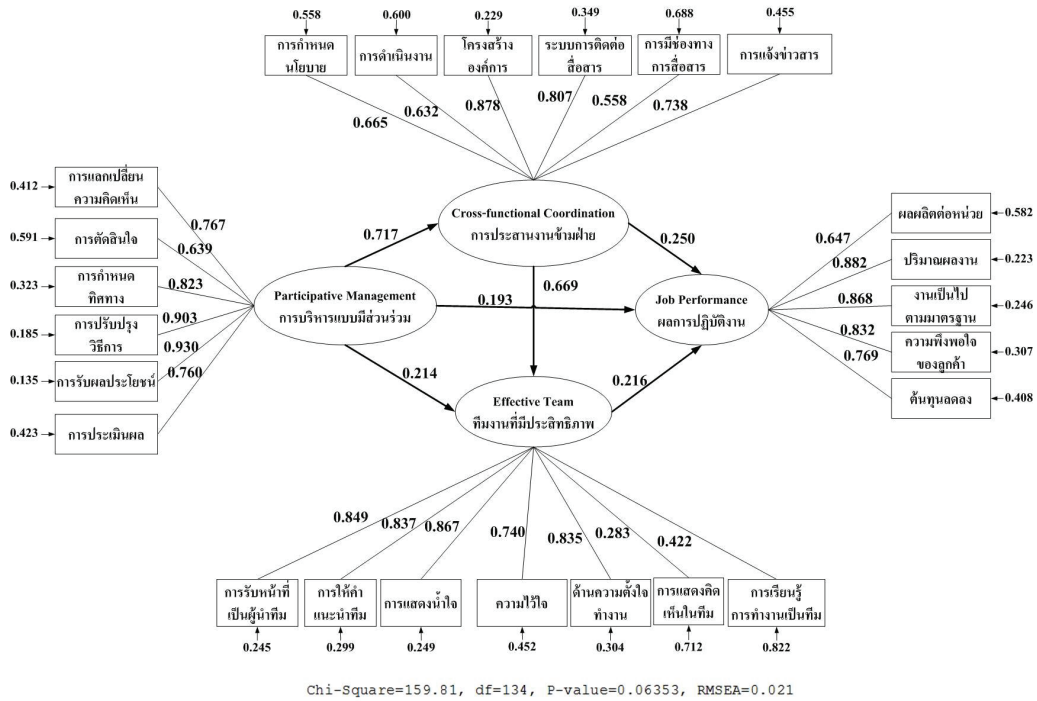 0.558
0.600
0.229
0.349
0.688
0.455
การกำหนด
นโยบาย
การดำเนินงาน
โครงสร้าง
องค์การ
ระบบการติดต่อ
สื่อสาร
การมีช่องทาง
การสื่อสาร
การแจ้งข่าวสาร
0.665
0.632
0.878
0.807
0.558
0.738
0.412
การแลกเปลี่ยน
ความคิดเห็น
0.591
การตัดสินใจ
0.323
การกำหนด
ทิศทาง
0.185
การปรับปรุง
วิธีการ
0.135
การรับผลประโยชน์
0.423
การประเมินผล
0.767
0.639
0.823
0.903
0.930
0.760
Cross-functional Coordination
การประสานงานข้ามฝ่าย
0.717
0.250
0.669
Participative Management
การบริหารแบบมีส่วนร่วม
0.193
Job Performance
ผลการปฏิบัติงาน
0.214
0.216
Effective Team
ทีมงานที่มีประสิทธิภาพ
0.647
0.882
0.868
0.832
0.769
ผลผลิตต่อหน่วย
0.582
ปริมาณผลงาน
0.223
งานเป็นไป
ตามมาตรฐาน
0.246
ความพึงพอใจ
ของลูกค้า
0.307
ต้นทุนลดลง
0.408
0.849
0.837
0.867
0.740
0.835
0.283
0.422
การรับหน้าที่
เป็นผู้นำทีม
การให้คำ
แนะนำทีม
การแสดงน้ำใจ
ความไว้ใจ
ด้านความตั้งใจ
ทำงาน
การแสดงคิด
เห็นในทีม
การเรียนรู้
การทำงานเป็นทีม
0.245
0.299
0.249
0.452
0.304
0.712
0.822
Chi-Square=159.81, df=134, P-value=0.06353, RMSEA=0.021